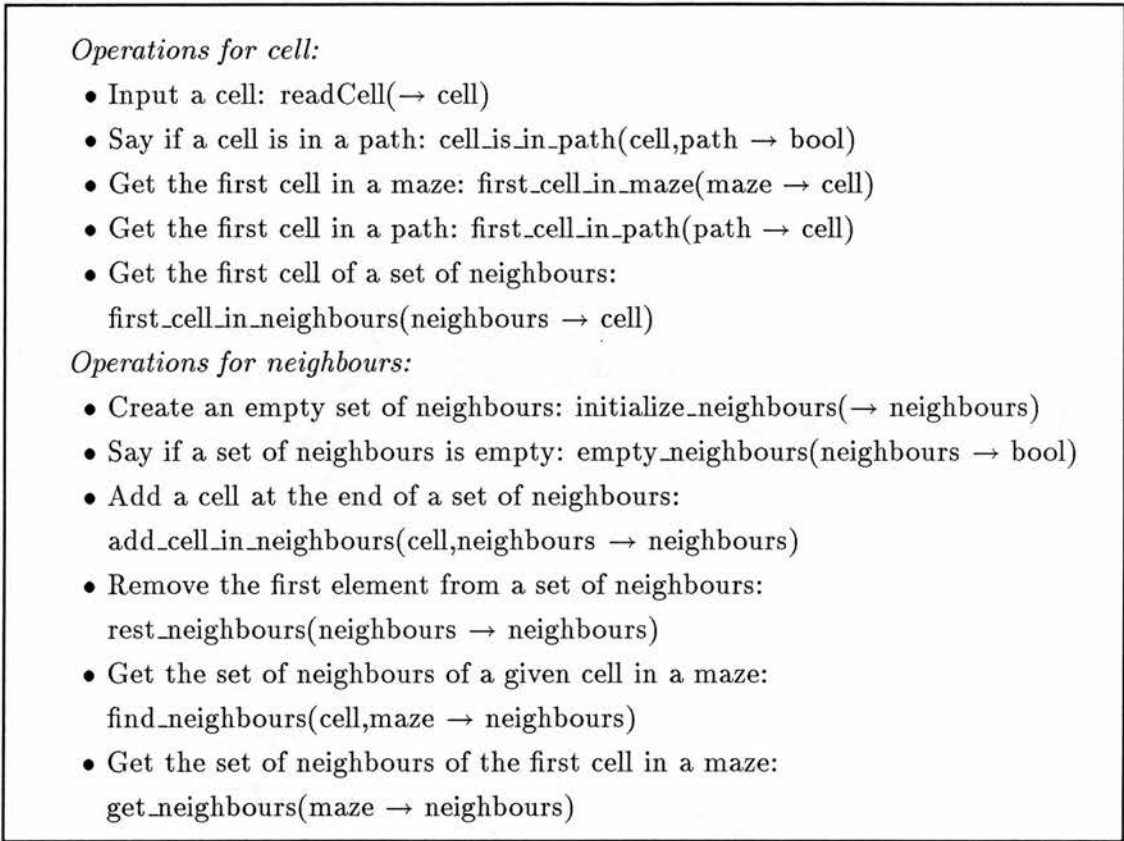 Operations for cell:
• Input a cell: readCell(→ cell)
• Say if a cell is in a path: cell_is_in_path(cell,path → bool)
• Get the first cell in a maze: first_cell_in_maze(maze → cell)
• Get the first cell in a path: first_cell_in_path(path → cell)
• Get the first cell of a set of neighbours:
first_cell_in_neighbours(neighbours → cell)
Operations for neighbours:
• Create an empty set of neighbours: initialize_neighbours(→ neighbours)
• Say if a set of neighbours is empty: empty_neighbours(neighbours → bool)
• Add a cell at the end of a set of neighbours:
add_cell_in_neighbours(cell,neighbours → neighbours)
• Remove the first element from a set of neighbours:
rest_neighbours(neighbours → neighbours)
• Get the set of neighbours of a given cell in a maze:
find_neighbours(cell,maze → neighbours)
• Get the set of neighbours of the first cell in a maze:
get_neighbours(maze → neighbours)